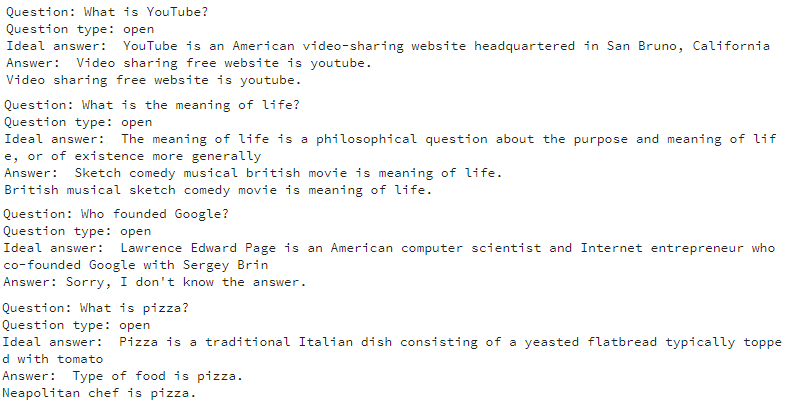 Question: What is YouTube?
Question type: open
Ideal answer:  YouTube is an American video-sharing website headquartered in San Bruno, California
Answer:  Video sharing free website is youtube.
Video sharing free website is youtube.
Question: What is the meaning of life?
Question type: open
Ideal answer:  The meaning of life is a philosophical question about the purpose and meaning of lif
e, or of existence more generally
Answer:  Sketch comedy musical british movie is meaning of life.
British musical sketch comedy movie is meaning of life.
Question: Who founded Google?
Question type: open
Ideal answer:  Lawrence Edward Page is an American computer scientist and Internet entrepreneur who
co-founded Google with Sergey Brin
Answer: Sorry, I don't know the answer.
Question: What is pizza?
Question type: open
Ideal answer:  Pizza is a traditional Italian dish consisting of a yeasted flatbread typically toppe
d with tomato
Answer:  Type of food is pizza.
Neapolitan chef is pizza.